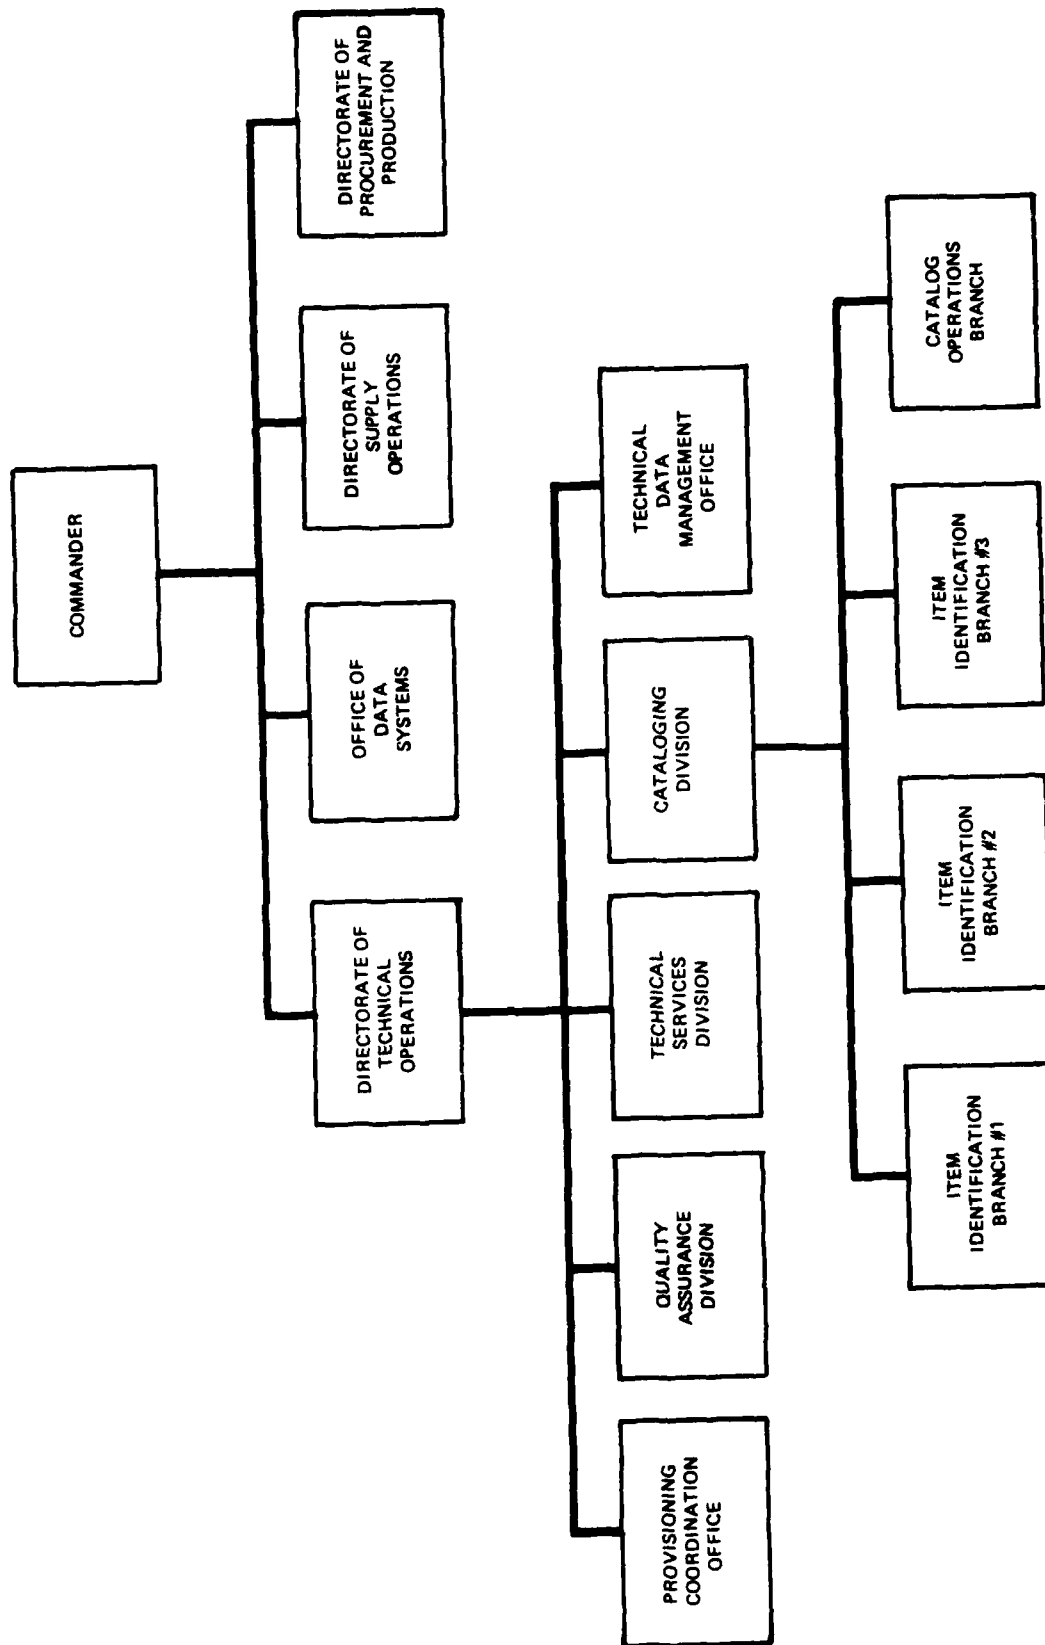 COMMANDER
DIRECTORATE OF
TECHNICAL
OPERATIONS
OFFICE OF
DATA
SYSTEMS
DIRECTORATE OF
SUPPLY
OPERATIONS
DIRECTORATE OF
PROCUREMENT AND
PRODUCTION
PROVISIONING
COORDINATION
OFFICE
QUALITY
ASSURANCE
DIVISION
TECHNICAL
SERVICES
DIVISION
CATALOGING
DIVISION
TECHNICAL
DATA
MANAGEMENT
OFFICE
ITEM
IDENTIFICATION
BRANCH #1
ITEM
IDENTIFICATION
BRANCH #2
ITEM
IDENTIFICATION
BRANCH #3
CATALOG
OPERATIONS
BRANCH